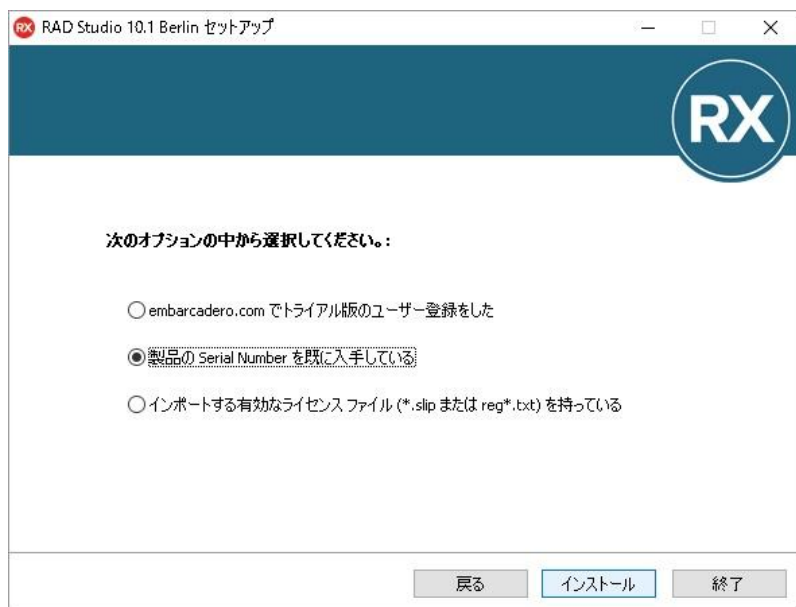 RX RAD Studio 10.1 Berlin セットアップ
RX
次のオプションの中から選択してください。:
embarcadero.com でトライアル版のユーザー登録をした
製品の Serial Number を既に入手している
インポートする有効なライセンス ファイル (*.slip または reg*.txt) を持っている
戻る インストール 終了